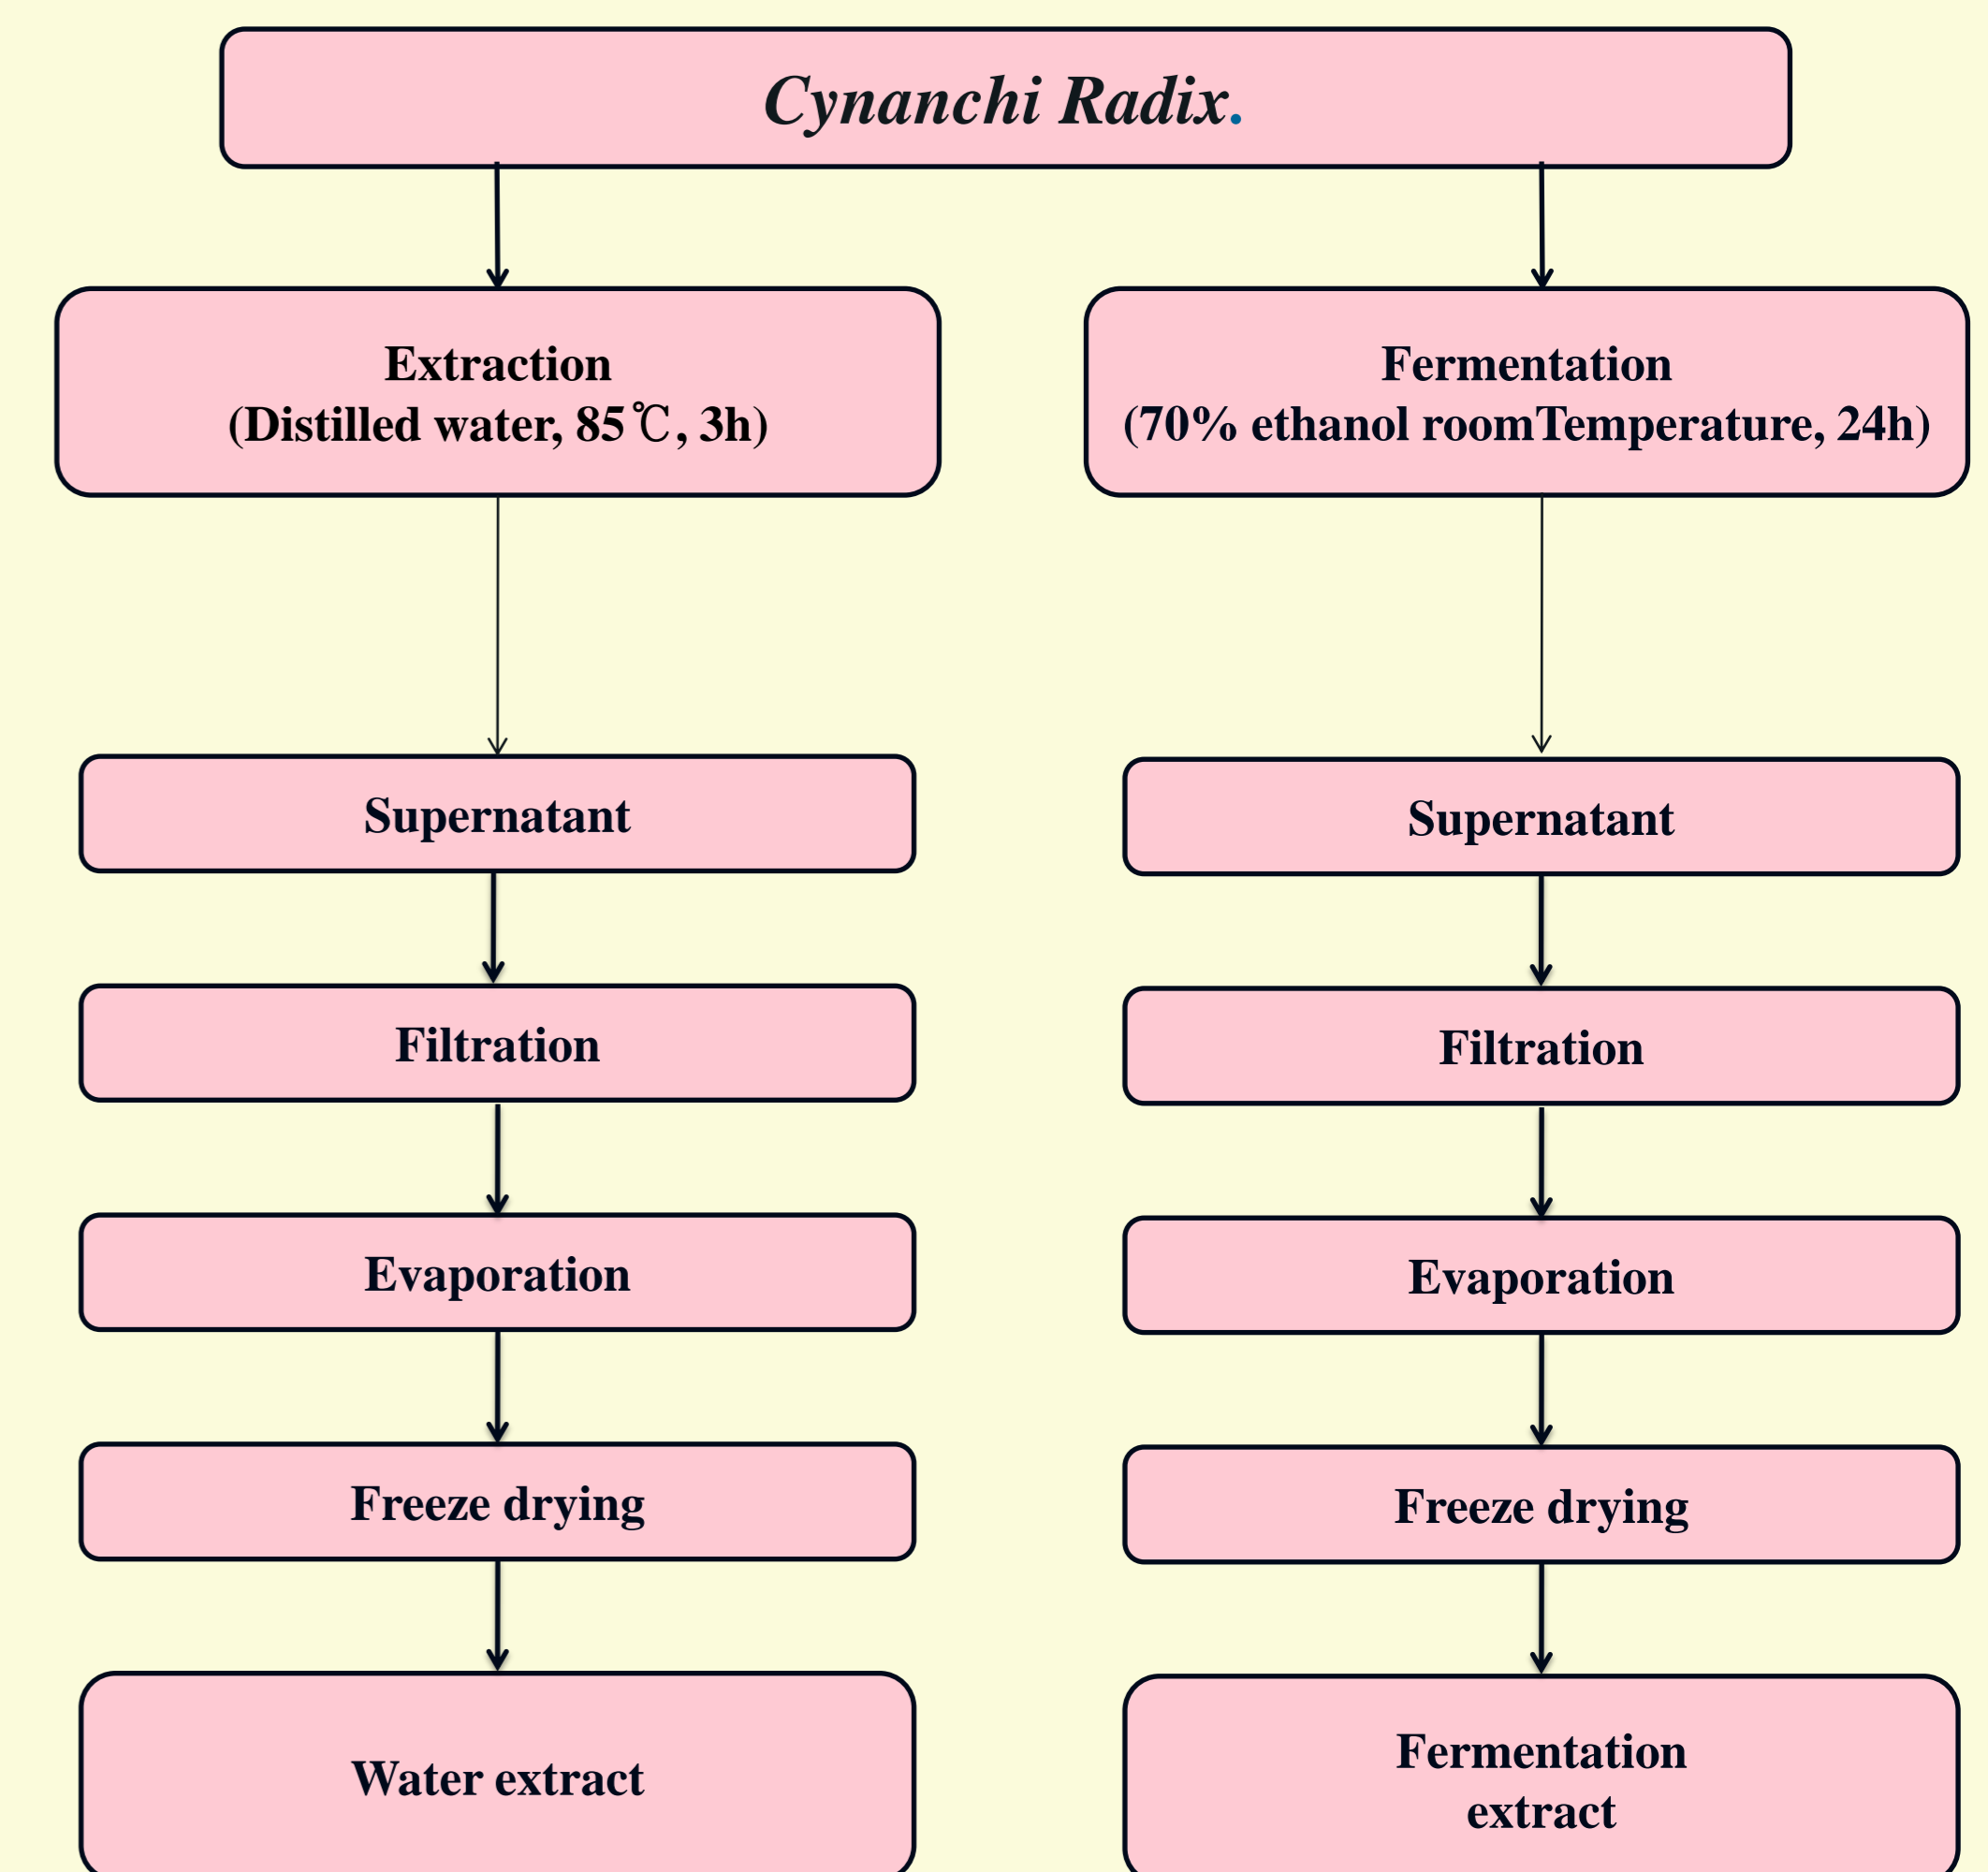 Cynanchi Radix.
Extraction
(Distilled water, 85℃, 3h)
Fermentation
(70% ethanol roomTemperature, 24h)
Supernatant
Supernatant
Filtration
Filtration
Evaporation
Evaporation
Freeze drying
Freeze drying
Water extract
Fermentation
extract